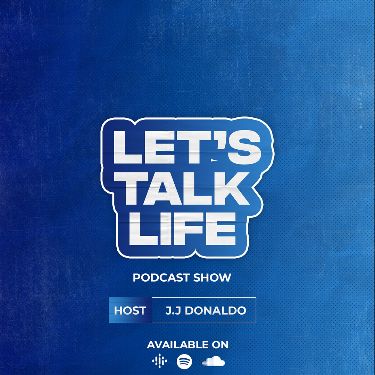 LET'S
TALK
LIFE
PODCAST SHOW
HOST J.J DONALDO
AVAILABLE ON